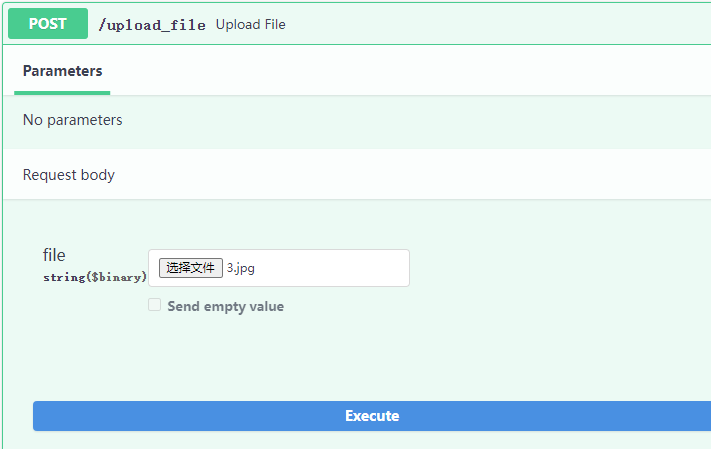 POST /upload_file Upload File
Parameters
No parameters
Request body
file
string($binary)
选择文件 3.jpg
Send empty value
Execute